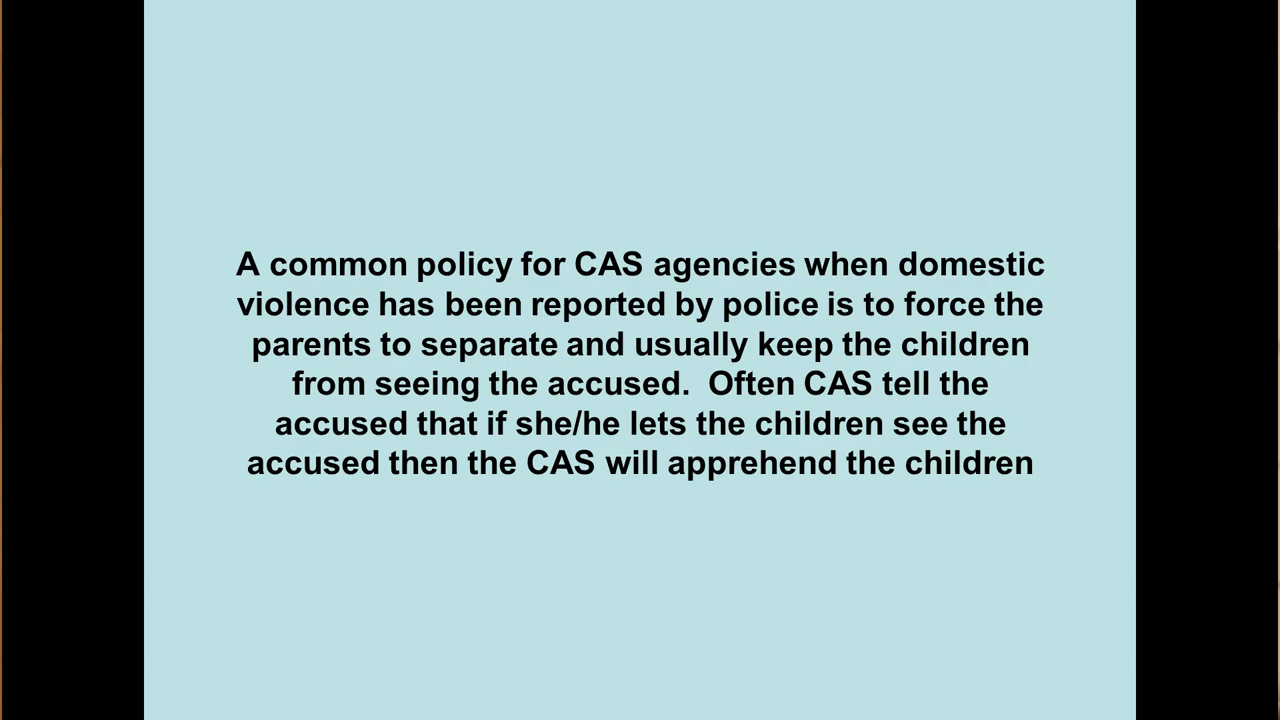 A common policy for CAS agencies when domestic
violence has been reported by police is to force the
parents to separate and usually keep the children
from seeing the accused.  Often CAS tell the
accused that if she/he lets the children see the
accused then the CAS will apprehend the children